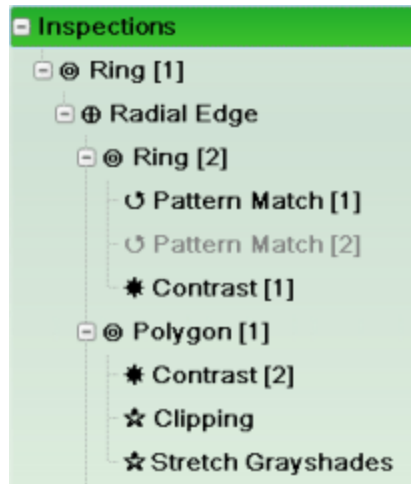 Inspections
Ring [1]
Radial Edge
Ring [2]
Pattern Match [1]
Pattern Match [2]
Contrast [1]
Polygon [1]
Contrast [2]
Clipping
Stretch Grayshades